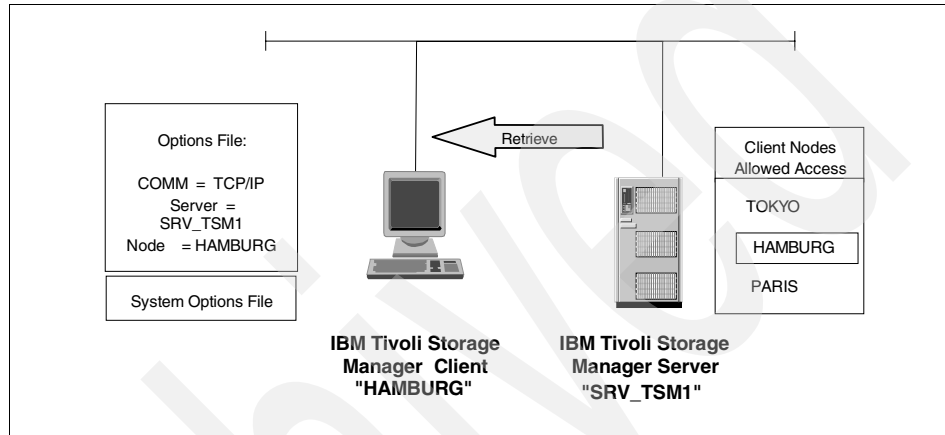 Options File:
COMM = TCP/IP
Server =
SRV_TSM1
Node = HAMBURG
System Options File
Retrieve
Client Nodes
Allowed Access
TOKYO
HAMBURG
PARIS
IBM Tivoli Storage
Manager Client
"HAMBURG"
IBM Tivoli Storage
Manager Server
"SRV_TSM1"